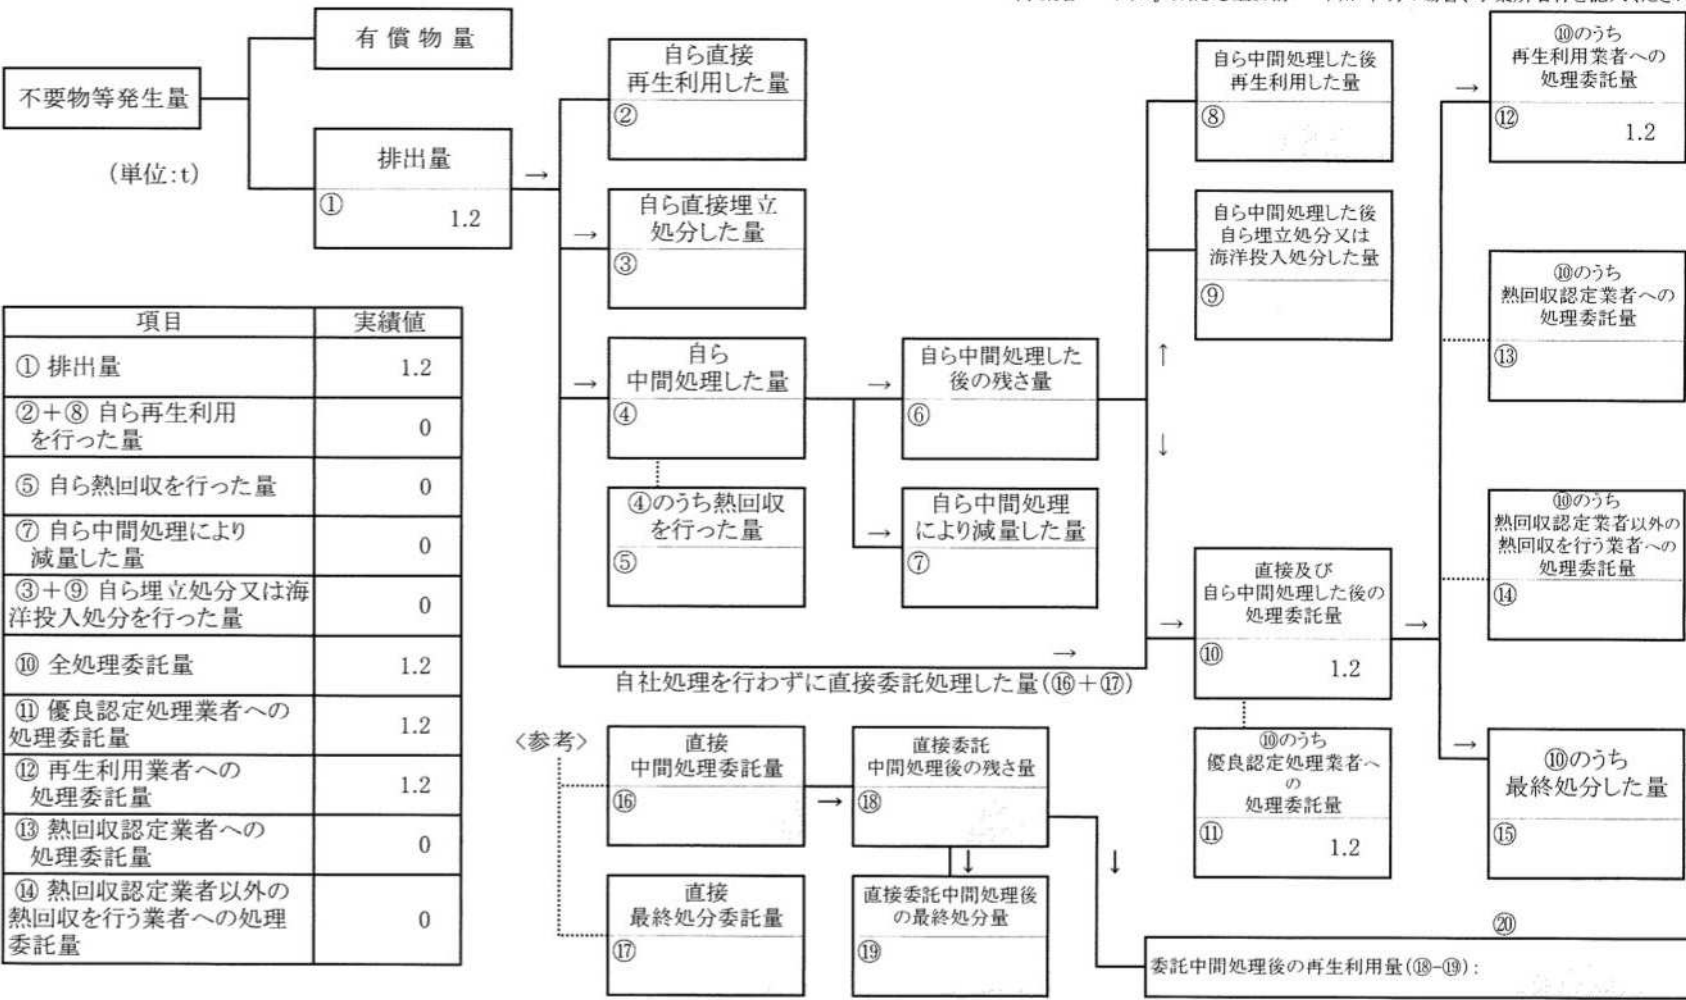 有償物量
不要物等発生量
(単位:t)
排出量
①
1.2
→
自ら直接
再生利用した量
②
→
自ら直接埋立
処分した量
③
→
自ら
中間処理した量
④
④のうち熱回収
を行った量
⑤
→
自ら中間処理した
後の残さ量
⑥
→
自ら中間処理
により減量した量
⑦
自ら中間処理した後
再生利用した量
⑧
自ら中間処理した後
自ら埋立処分又は
海洋投入処分した量
⑨
↑
↓
→
直接及び
自ら中間処理した後の
処理委託量
⑩
1.2
→
⑩のうち
優良認定処理業者へ
の
処理委託量
⑪
1.2
→
⑩のうち
再生利用業者への
処理委託量
⑫
1.2
⑩のうち
熱回収認定業者への
処理委託量
⑬
⑩のうち
熱回収認定業者以外の
熱回収を行う業者への
処理委託量
⑭
→
⑩のうち
最終処分した量
⑮
→
自社処理を行わずに直接委託処理した量(⑯+⑰)
〈参考〉
直接
中間処理委託量
⑯
→
直接委託
中間処理後の残さ量
⑱
↓
↓
直接
最終処分委託量
⑰
直接委託中間処理後
の最終処分量
⑲
⑳
委託中間処理後の再生利用量(⑱-⑲):
項目 実績値
① 排出量 1.2
②+⑧ 自ら再生利用
を行った量 0
⑤ 自ら熱回収を行った量 0
⑦ 自ら中間処理により
減量した量 0
③+⑨ 自ら埋立処分又は海
洋投入処分を行った量 0
⑩ 全処理委託量 1.2
⑪ 優良認定処理業者への
処理委託量 1.2
⑫ 再生利用業者への
処理委託量 1.2
⑬ 熱回収認定業者への
処理委託量 0
⑭ 熱回収認定業者以外の
熱回収を行う業者への処理
委託量 0